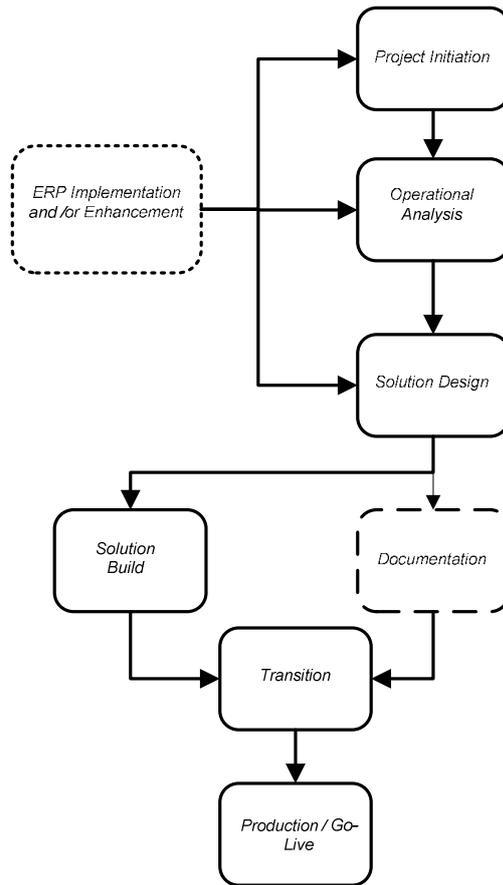 Project Initiation
ERP Implementation
and /or Enhancement
Operational
Analysis
Solution Design
Solution
Build
Documentation
Transition
Production / Go-
Live